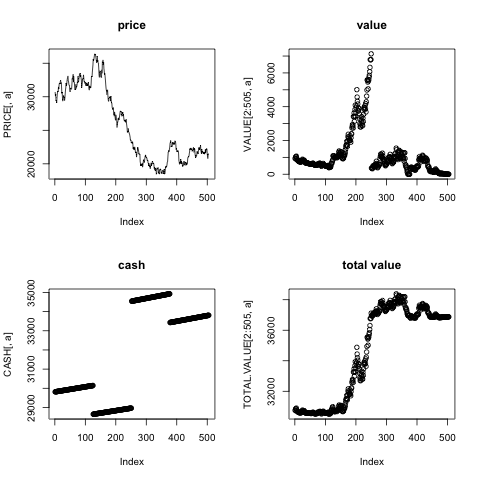 price
PRICE[, a]
20000 30000
0 100 200 300 400 500
Index
value
VALUE[2:505, a]
0 2000 4000 6000
0 100 200 300 400 500
Index
cash
CASH[, a]
29000 31000 33000 35000
0 100 200 300 400 500
Index
total value
TOTAL.VALUE[2:505, a]
32000 36000
0 100 200 300 400 500
Index